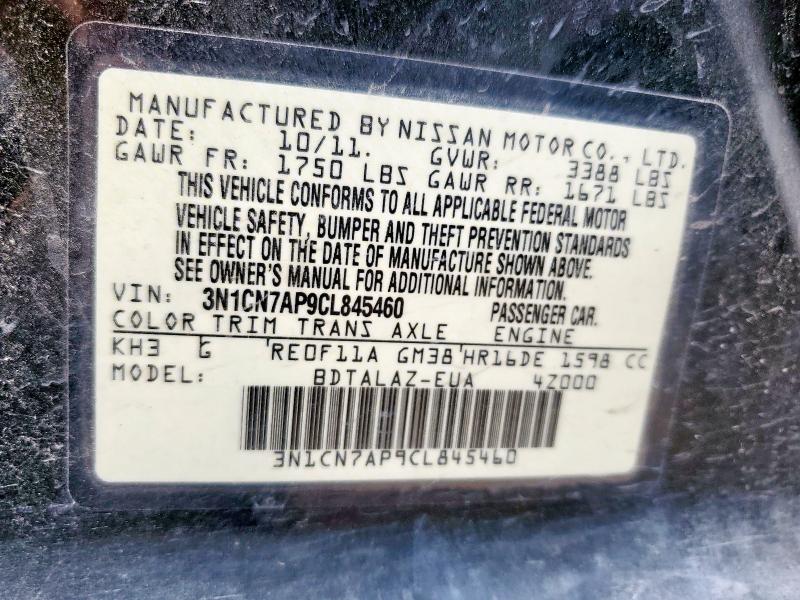 MANUFACTURED BY NISSAN MOTOR CO., LTD.
DATE: 10/11. GVWR: 3388 LBS
GAWR FR: 1750 LBS GAWR RR: 1671 LBS
THIS VEHICLE CONFORMS TO ALL APPLICABLE FEDERAL MOTOR
VEHICLE SAFETY, BUMPER AND THEFT PREVENTION STANDARDS
IN EFFECT ON THE DATE OF MANUFACTURE SHOWN ABOVE.
SEE OWNER'S MANUAL FOR ADDITIONAL INFORMATION.
VIN: 3N1CN7AP9CL845460 PASSENGER CAR.
COLOR TRIM TRANS AXLE ENGINE
KH3 G RE0F11A GM38 HR16DE 1598 CC
MODEL: BDTALAZ-EUA 4Z000
3N1CN7AP9CL845460